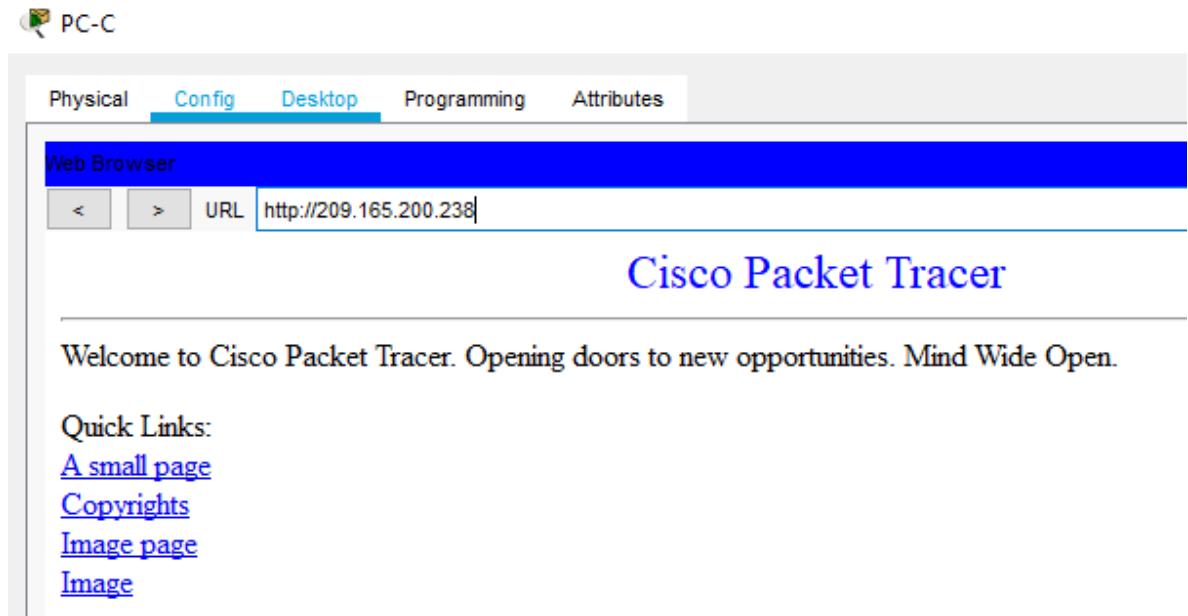 PC-C
Physical Config Desktop Programming Attributes
Web Browser
< > URL http://209.165.200.238
Cisco Packet Tracer
Welcome to Cisco Packet Tracer. Opening doors to new opportunities. Mind Wide Open.
Quick Links:
A small page
Copyrights
Image page
Image